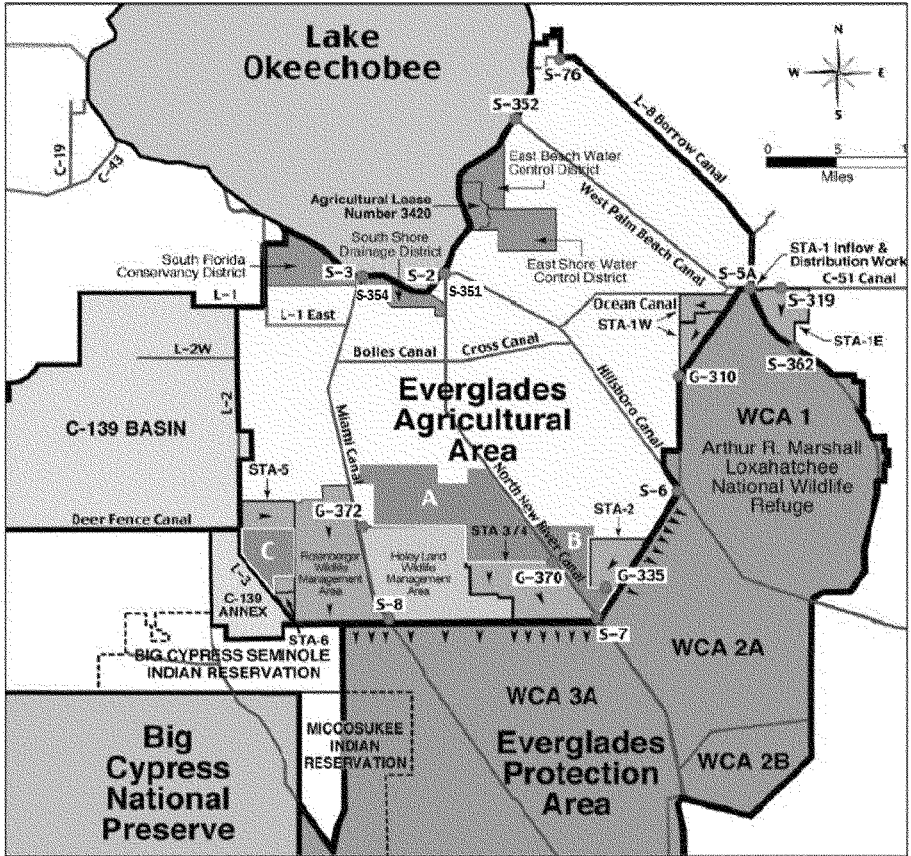 Lake
Okeechobee
N
W E
S
S-76
S-352
L-8 Borrow Canal
C-19
C-43
0 5 10
Miles
East Beach Water
Control District
Agricultural Lease
Number 3420
West Palm Beach Canal
South Shore
Drainage District
South Florida
Conservancy District
East Shore Water
Control District
STA-1 Inflow &
Distribution Work
S-3
S-2
S-5A
C-51 Canal
L-1
S-354
S-351
Ocean Canal
S-319
L-1 East
STA-1W
STA-1E
L-2W
Bolles Canal
Cross Canal
S-362
G-310
Hillsboro Canal
L-2
Everglades
Agricultural
Area
WCA 1
Arthur R. Marshall
Loxahatchee
National Wildlife
Refuge
C-139 BASIN
Miami Canal
North New River Canal
STA-5
S-6
A
G-372
STA-2
Deer Fence Canal
STA 3/4
B
C
Rotenberger
Wildlife
Management
Area
Holey Land
Wildlife
Management
Area
G-370
G-335
L-3
C-139
ANNEX
S-8
STA-6
S-7
BIG CYPRESS SEMINOLE
INDIAN RESERVATION
WCA 2A
WCA 3A
MICCOSUKEE
INDIAN
RESERVATION
Big
Cypress
National
Preserve
Everglades
Protection
Area
WCA 2B